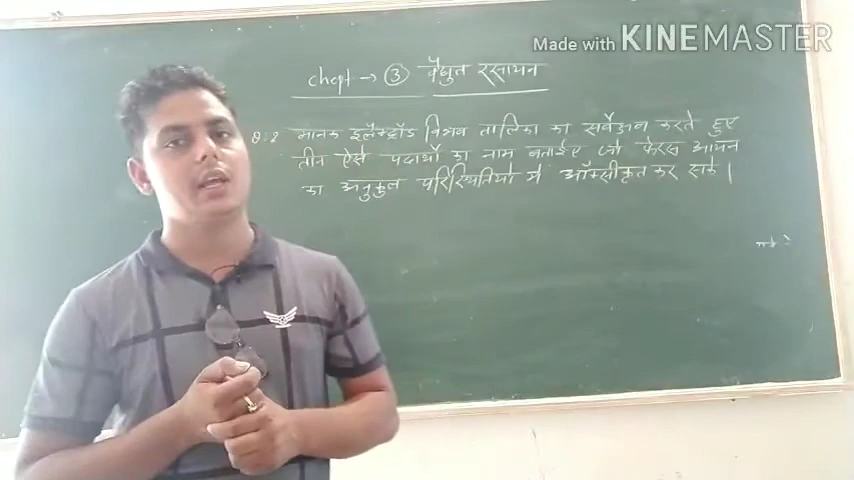 Made with KINEMASTER
chapt → ③ वैद्युत रसायन
Q:2 मानक इलैक्ट्रॉड विभव तालिका का सर्वेक्षण करते हुए
तीन ऐसे पदार्थों का नाम बताईए जो फेरस आयन
का अनुकुल परिस्थितियों में ऑक्सीकृत कर सके।